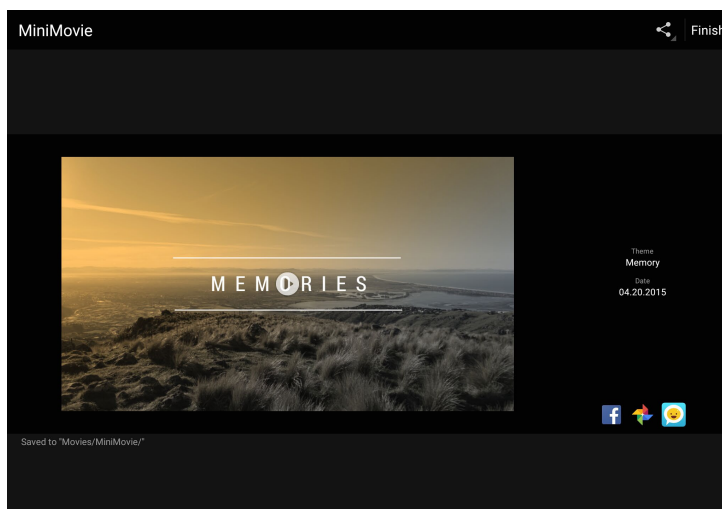 MiniMovie
Finish
MEMORIES
Theme
Memory
Date
04.20.2015
Saved to "Movies/MiniMovie/"